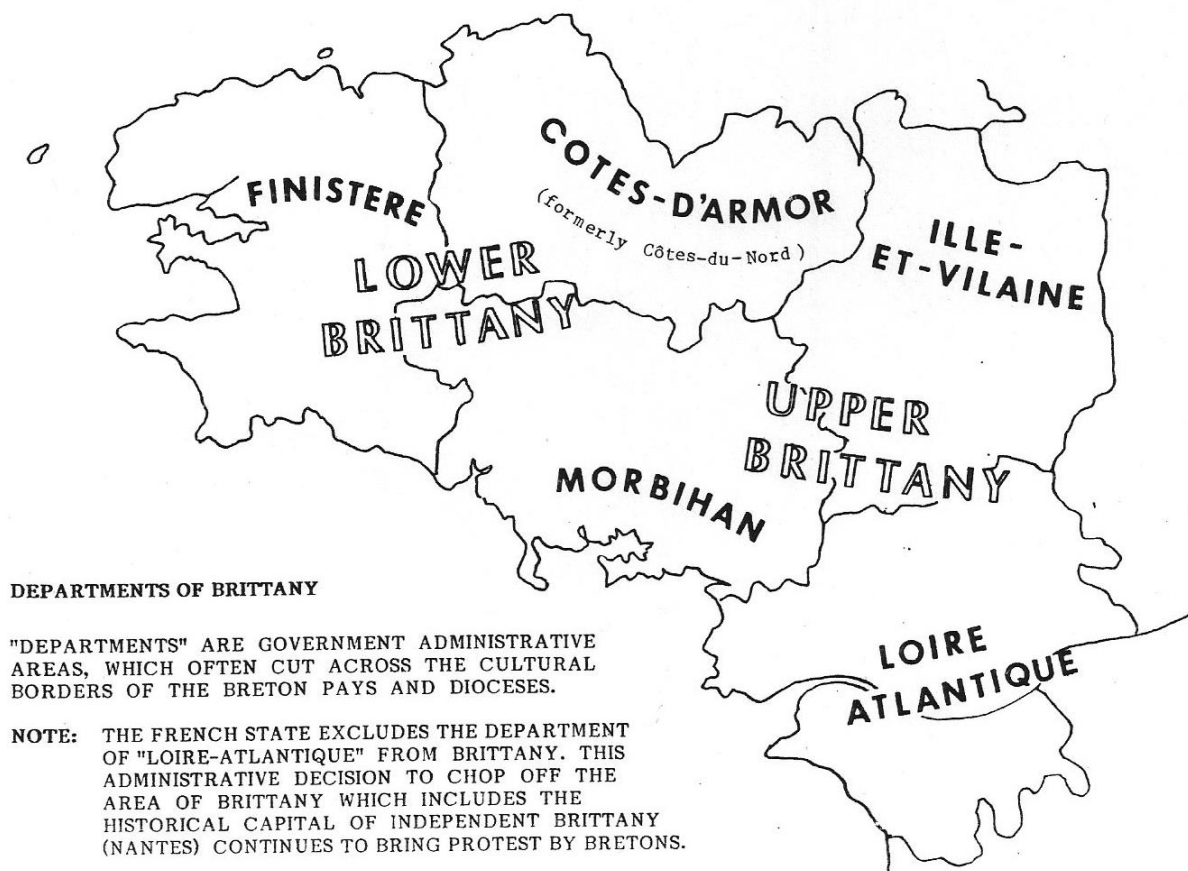 FINISTERE
COTES-D'ARMOR
(formerly Côtes-du-Nord)
ILLE-
ET-VILAINE
LOWER
BRITTANY
UPPER
BRITTANY
MORBIHAN
LOIRE
ATLANTIQUE
DEPARTMENTS OF BRITTANY
"DEPARTMENTS" ARE GOVERNMENT ADMINISTRATIVE
AREAS, WHICH OFTEN CUT ACROSS THE CULTURAL
BORDERS OF THE BRETON PAYS AND DIOCESES.
NOTE: THE FRENCH STATE EXCLUDES THE DEPARTMENT
OF "LOIRE-ATLANTIQUE" FROM BRITTANY. THIS
ADMINISTRATIVE DECISION TO CHOP OFF THE
AREA OF BRITTANY WHICH INCLUDES THE
HISTORICAL CAPITAL OF INDEPENDENT BRITTANY
(NANTES) CONTINUES TO BRING PROTEST BY BRETONS.